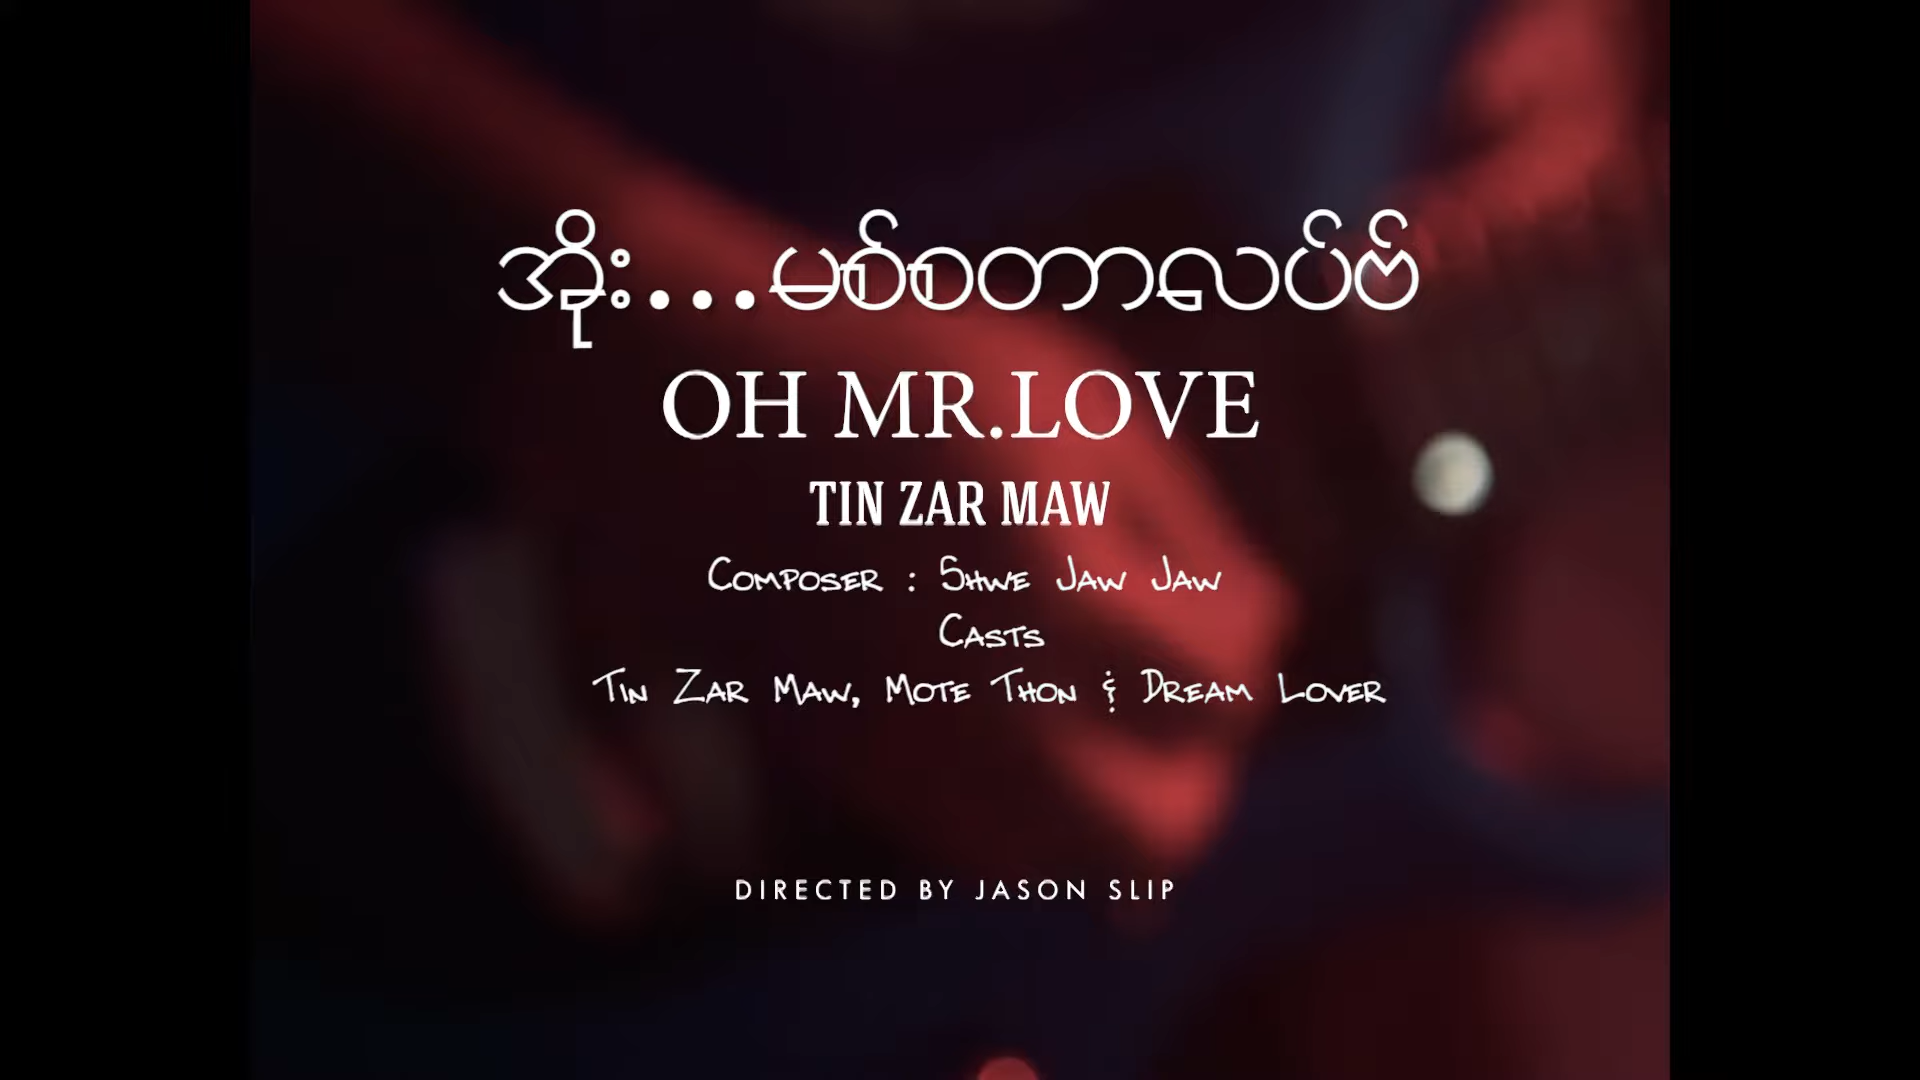 အိုး...မစ်စတာလပ်ဗ်
OH MR.LOVE
TIN ZAR MAW
COMPOSER : SHWE JAW JAW
CASTS
TIN ZAR MAW, MOTE THON & DREAM LOVER
DIRECTED BY JASON SLIP